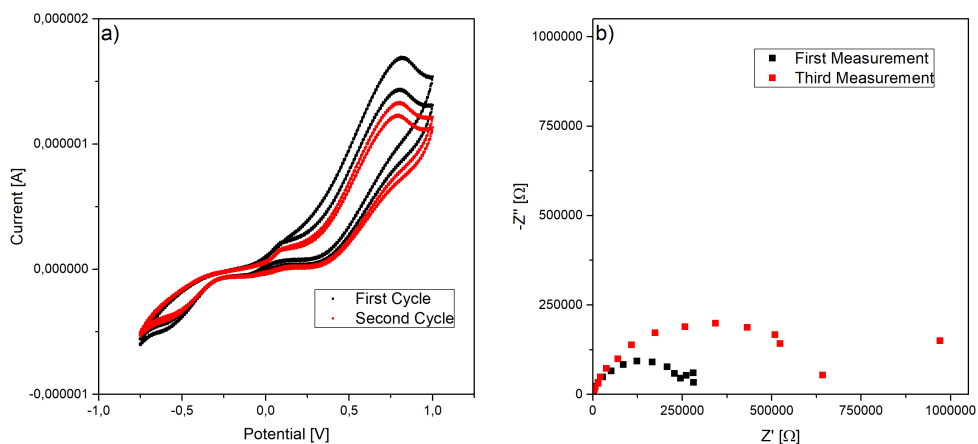 a)
0,000002
0,000001
0,000000
-0,000001
Current [A]
-1,0
-0,5
0,0
0,5
1,0
Potential [V]
First Cycle
Second Cycle
b)
1000000
750000
500000
250000
0
-Z'' [Ω]
0
250000
500000
750000
1000000
Z' [Ω]
First Measurement
Third Measurement